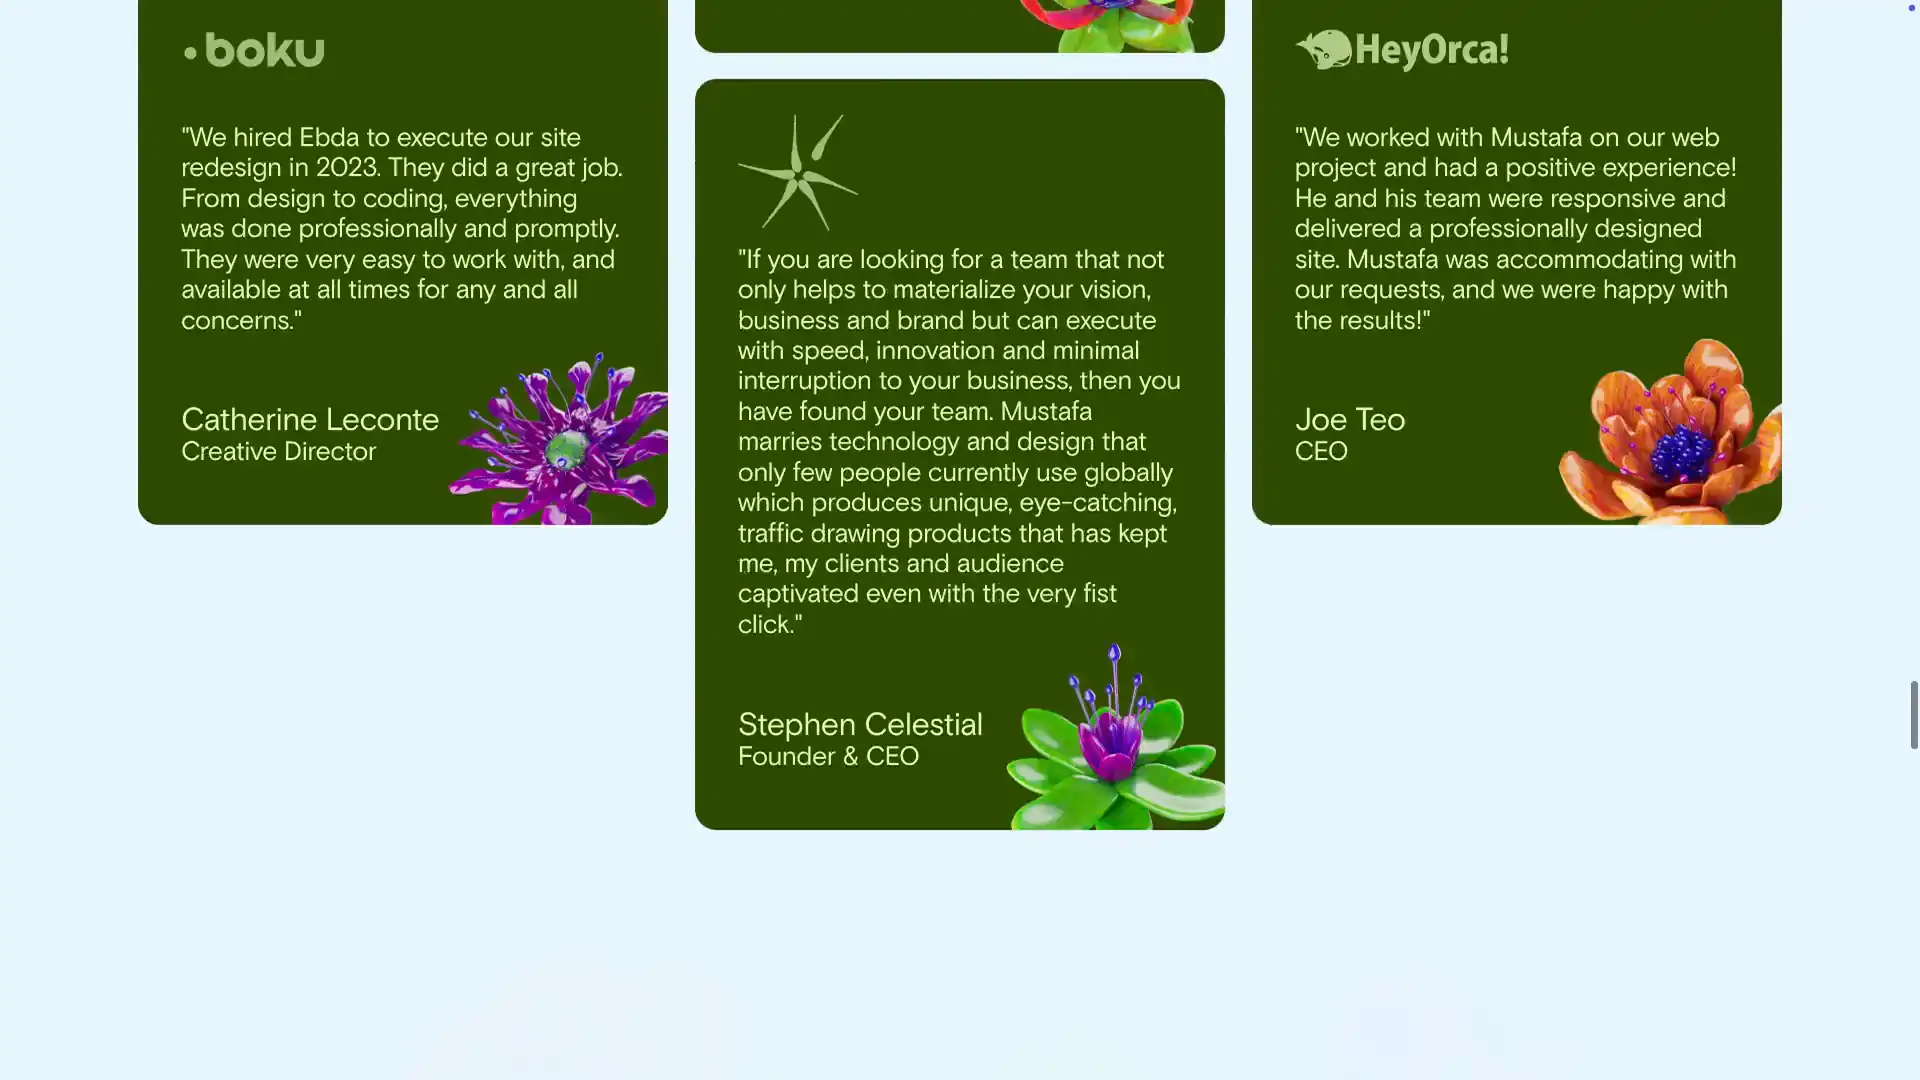 boku
"We hired Ebda to execute our site
redesign in 2023. They did a great job.
From design to coding, everything
was done professionally and promptly.
They were very easy to work with, and
available at all times for any and all
concerns."
Catherine Leconte
Creative Director
"If you are looking for a team that not
only helps to materialize your vision,
business and brand but can execute
with speed, innovation and minimal
interruption to your business, then you
have found your team. Mustafa
marries technology and design that
only few people currently use globally
which produces unique, eye-catching,
traffic drawing products that has kept
me, my clients and audience
captivated even with the very fist
click."
Stephen Celestial
Founder & CEO
HeyOrca!
"We worked with Mustafa on our web
project and had a positive experience!
He and his team were responsive and
delivered a professionally designed
site. Mustafa was accommodating with
our requests, and we were happy with
the results!"
Joe Teo
CEO